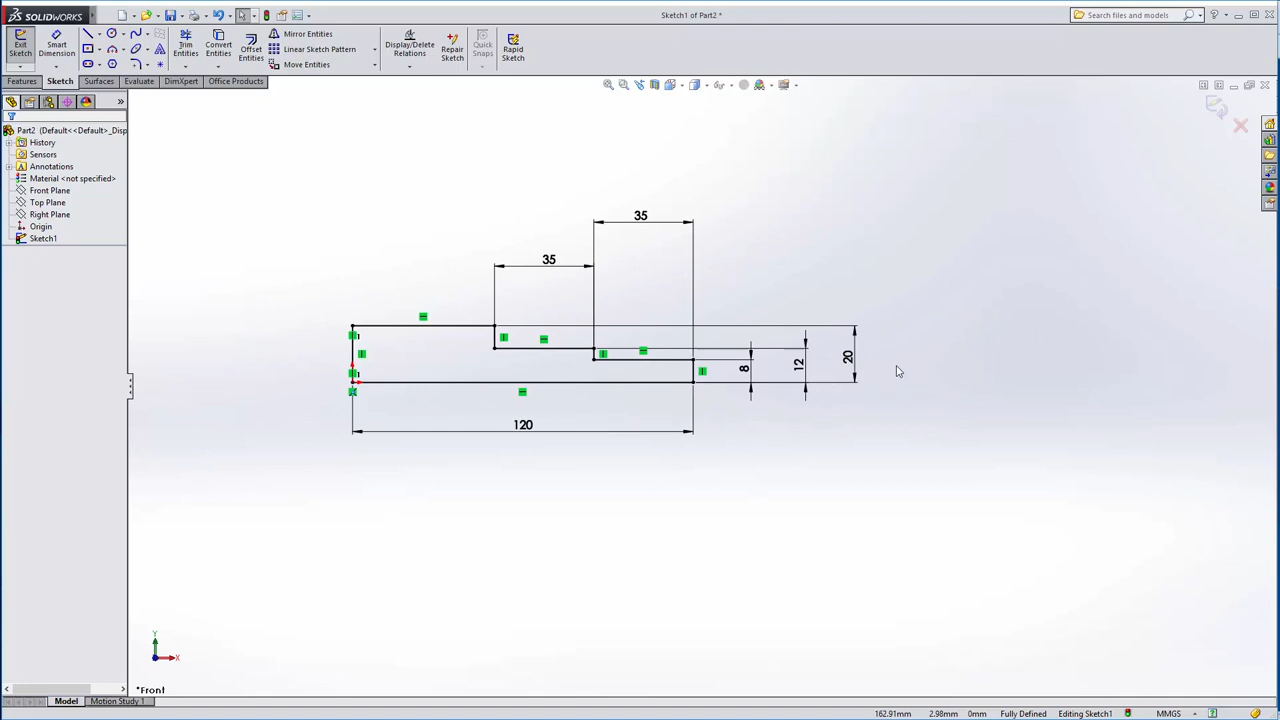 SOLIDWORKS
Sketch1 of Part2 *
Search files and models
Exit Sketch
Smart Dimension
Trim Entities
Convert Entities
Offset Entities
Mirror Entities
Linear Sketch Pattern
Move Entities
Display/Delete Relations
Repair Sketch
Quick Snaps
Rapid Sketch
Features
Sketch
Surfaces
Evaluate
DimXpert
Office Products
Part2 (Default<<Default>_Disp
History
Sensors
Annotations
Material <not specified>
Front Plane
Top Plane
Right Plane
Origin
Sketch1
35
35
1
1
8
12
20
120
Y
X
*Front
Model
Motion Study 1
162.91mm
2.98mm
0mm
Fully Defined
Editing Sketch1
MMGS